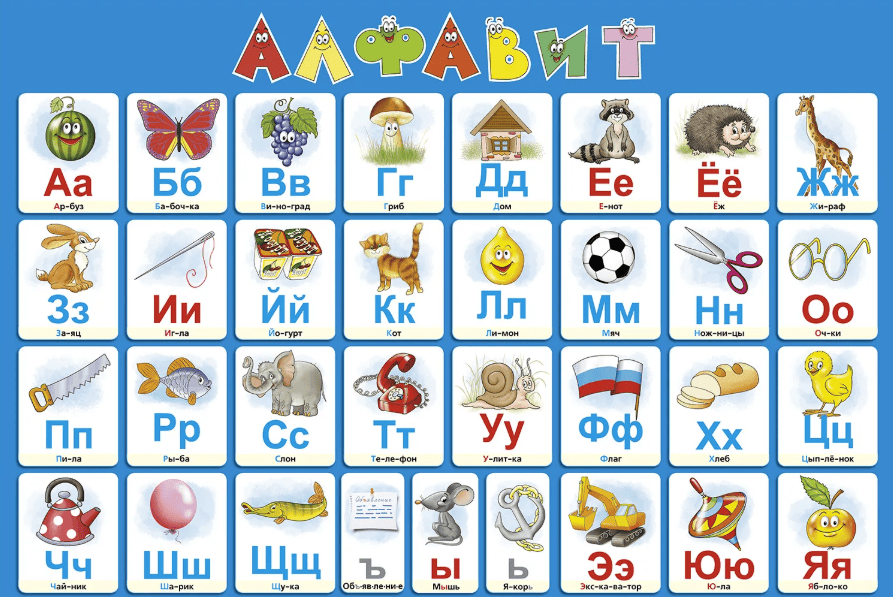 АЛФАВИТ
Аа Бб Вв Гг Дд Ее Ёё Жж
Ар-буз Ба-боч-ка Ви-но-град Гриб Дом Е-нот Ёж Жи-раф
Зз Ии Йй Кк Лл Мм Нн Оо
За-яц Иг-ла Йо-гурт Кот Ли-мон Мяч Нож-ни-цы Оч-ки
Пп Рр Сс Тт Уу Фф Хх Цц
Пи-ла Ры-ба Слон Те-ле-фон У-лит-ка Флаг Хлеб Цып-лё-нок
Объявление
Чч Шш Щщ ъ ы ь Ээ Юю Яя
Чай-ник Ша-рик Щу-ка Объ-яв-ле-ни-е Мышь Я-корь Экс-ка-ва-тор Ю-ла Яб-ло-ко